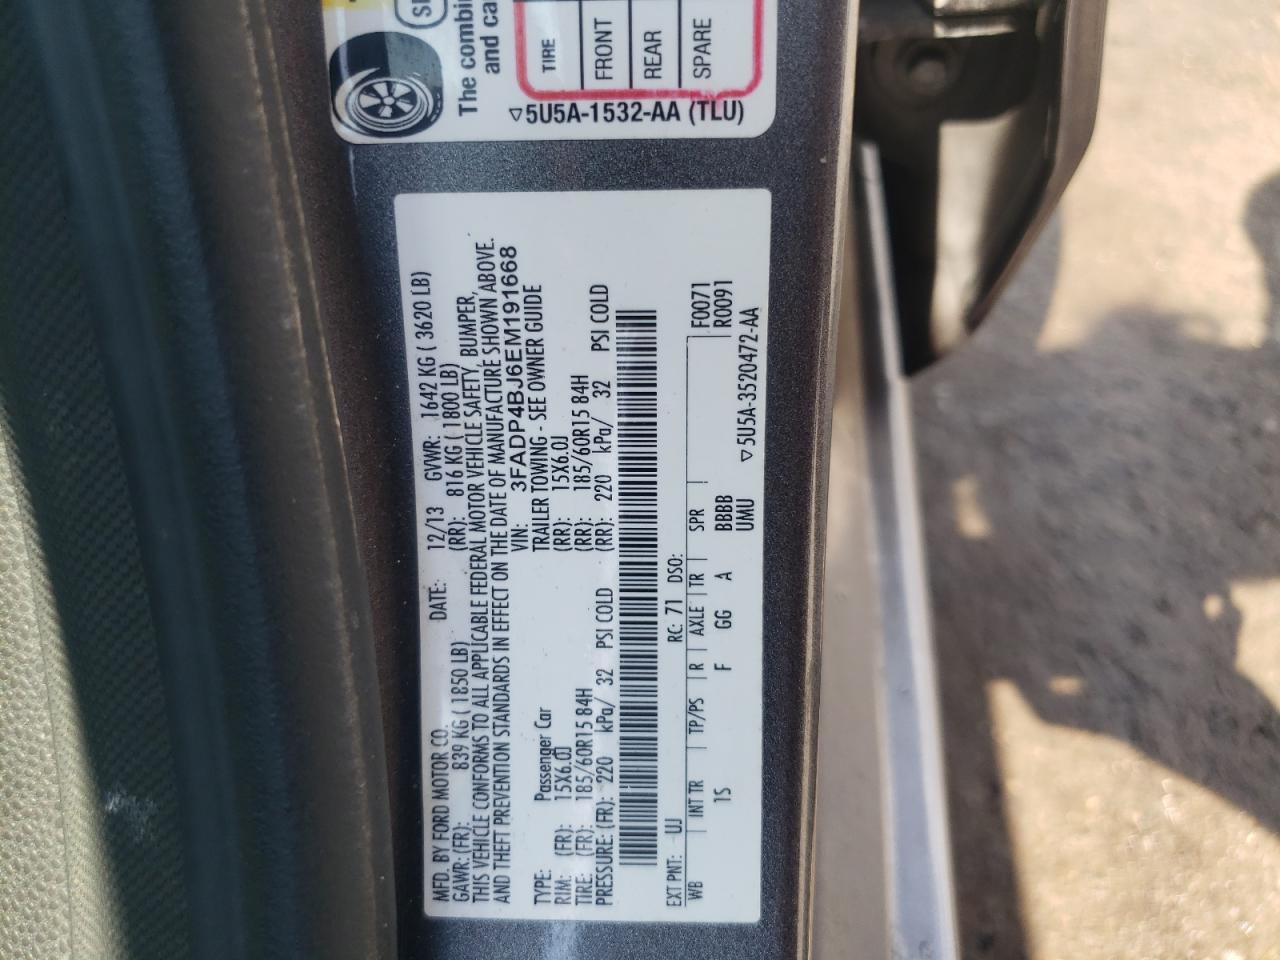 The combi
and ca
TIRE
FRONT
REAR
SPARE
5U5A-1532-AA (TLU)
MFD. BY FORD MOTOR CO. DATE: 12/13 GVWR: 1642 KG ( 3620 LB)
GAWR: (FR): 839 KG ( 1850 LB) (RR): 816 KG ( 1800 LB)
THIS VEHICLE CONFORMS TO ALL APPLICABLE FEDERAL MOTOR VEHICLE SAFETY, BUMPER,
AND THEFT PREVENTION STANDARDS IN EFFECT ON THE DATE OF MANUFACTURE SHOWN ABOVE.
VIN: 3FADP4BJ6EM191668
TYPE: Passenger Car TRAILER TOWING - SEE OWNER GUIDE
RIM: (FR): 15X6.0J (RR): 15X6.0J
TIRE: (FR): 185/60R15 84H (RR): 185/60R15 84H
PRESSURE: (FR): 220 kPa/ 32 PSI COLD (RR): 220 kPa/ 32 PSI COLD
EXT PNT: UJ RC: 71 DSO: F0071
WB INT TR TP/PS R AXLE TR SPR R0091
1S F GG A BBBB
UMU
5U5A-3520472-AA